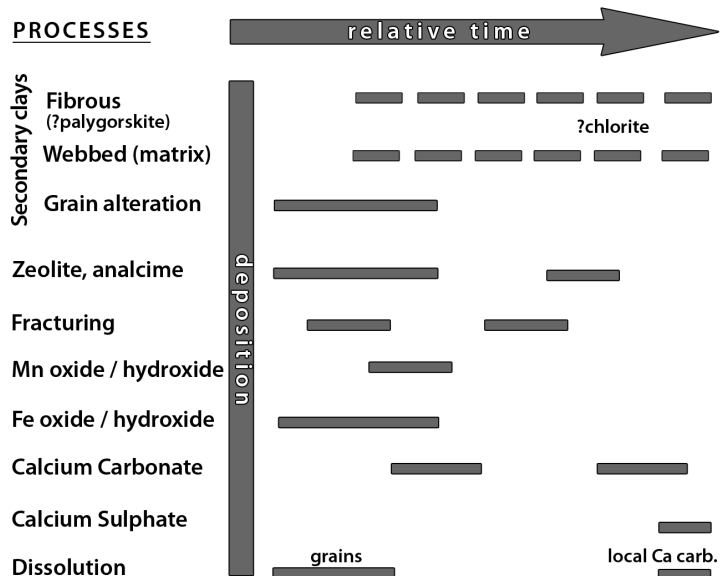 PROCESSES
relative time
Secondary clays
Fibrous
(?palygorskite)
?chlorite
Webbed (matrix)
Grain alteration
Zeolite, analcime
deposition
Fracturing
Mn oxide / hydroxide
Fe oxide / hydroxide
Calcium Carbonate
Calcium Sulphate
grains
local Ca carb.
Dissolution